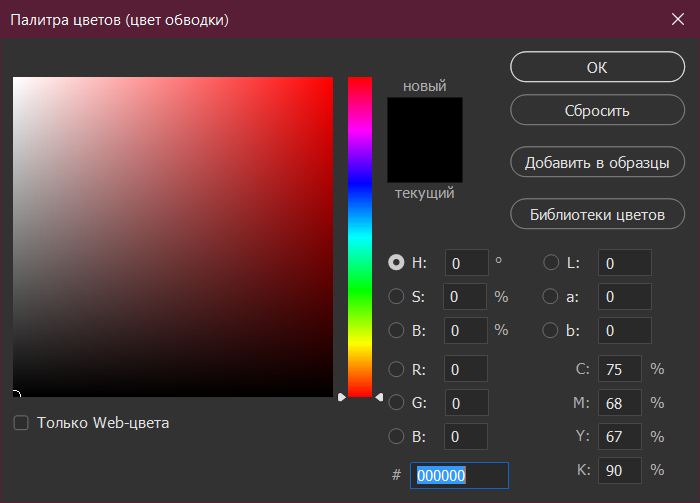 Палитра цветов (цвет обводки)
новый
текущий
OK
Сбросить
Добавить в образцы
Библиотеки цветов
H: 0 °
S: 0 %
B: 0 %
R: 0
G: 0
B: 0
# 000000
L: 0
a: 0
b: 0
C: 75 %
M: 68 %
Y: 67 %
K: 90 %
Только Web-цвета